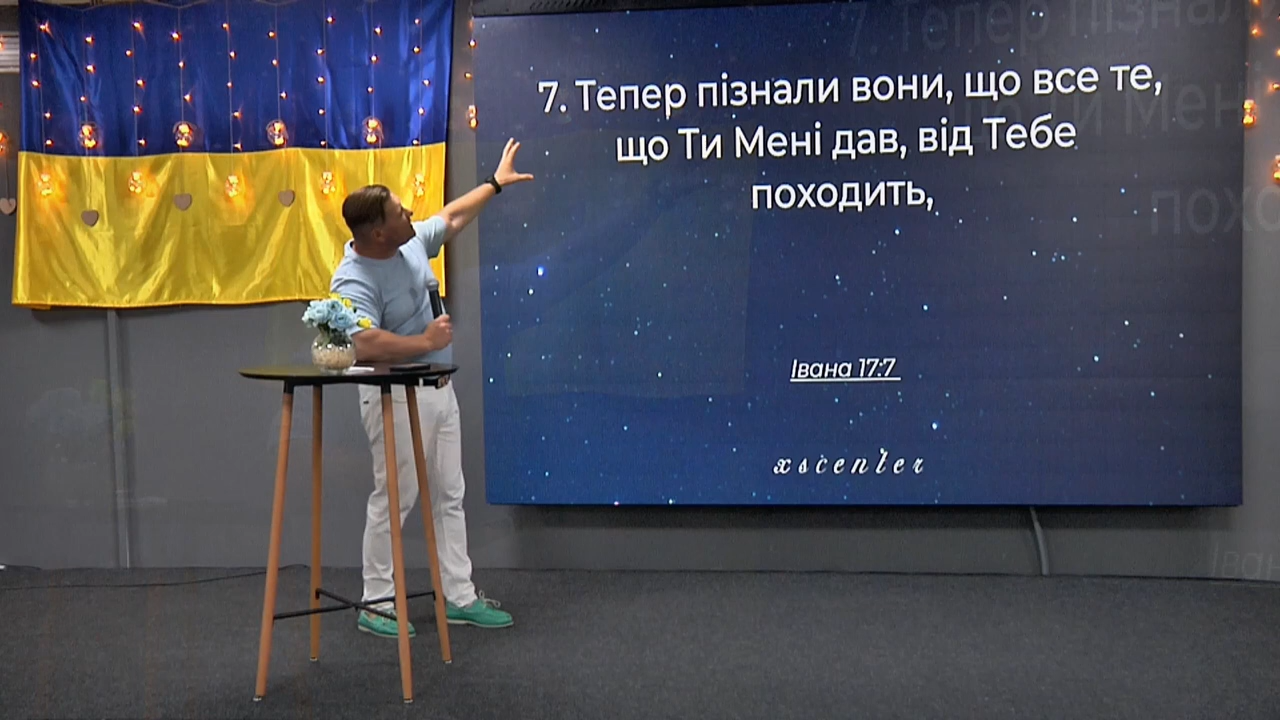 7. Тепер пізнали вони, що все те,
що Ти Мені дав, від Тебе
походить,
Івана 17:7
xscenter